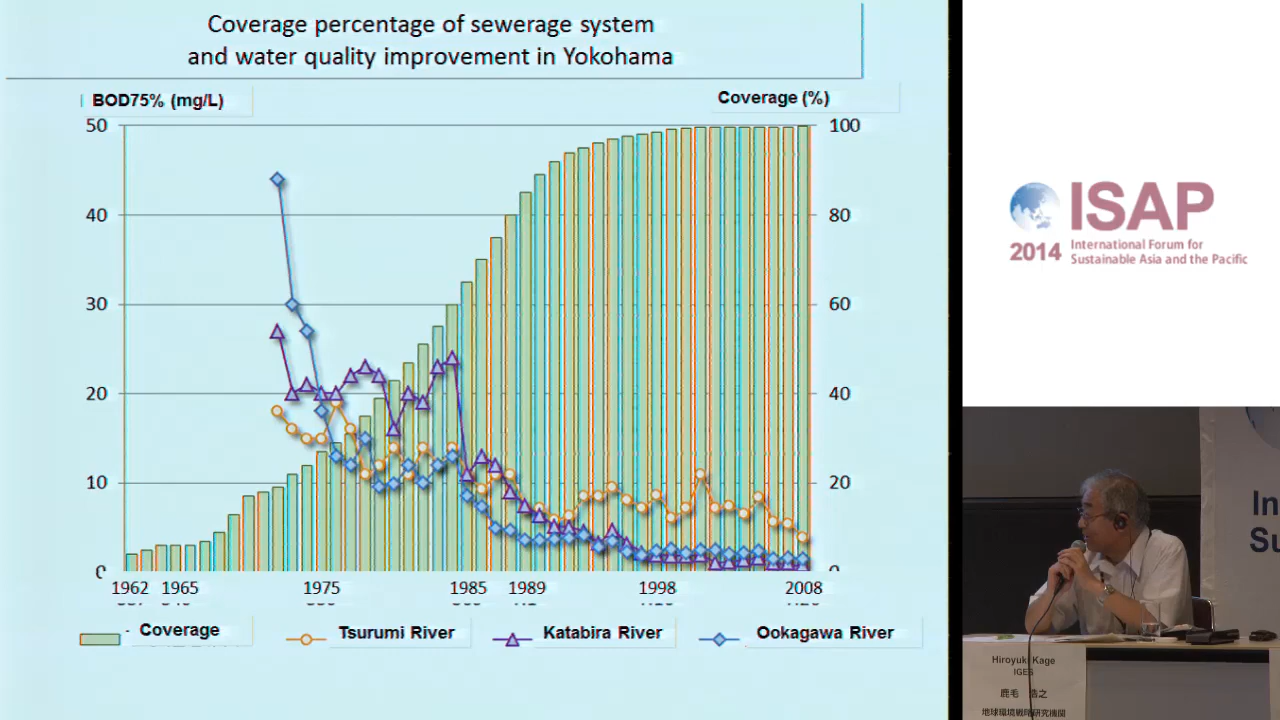 Coverage percentage of sewerage system
and water quality improvement in Yokohama
BOD75% (mg/L)
Coverage (%)
50
40
30
20
10
0
100
80
60
40
20
0
1962 1965 1975 1985 1989 1998 2008
Coverage
Tsurumi River
Katabira River
Ookagawa River
ISAP
2014
International Forum for
Sustainable Asia and the Pacific
In
Su
Hiroyuki Kage
IGES
鹿毛 浩之
地球環境戦略研究機関